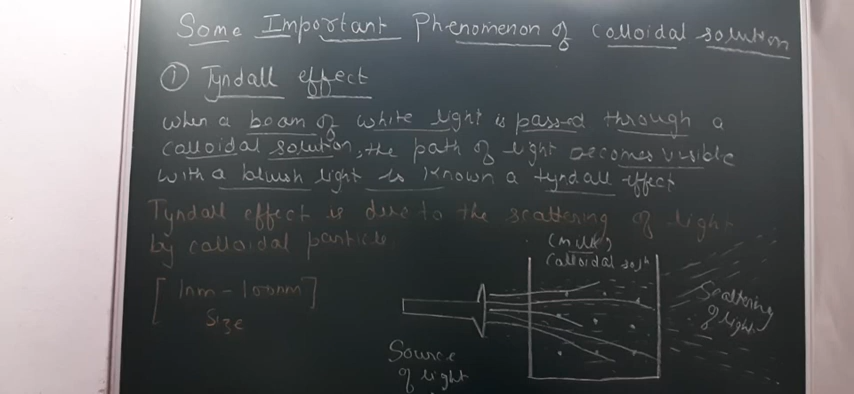 Some Important Phenomenon of colloidal solution
① Tyndall effect
when a beam of white light is passed through a
colloidal solution, the path of light becomes visible
with a bluish light is known a tyndall effect
Tyndall effect is due to the scattering of light
by colloidal particle
[1nm - 100nm]
Size
(Milk)
Colloidal soln
Scattering
of light
Source
of light